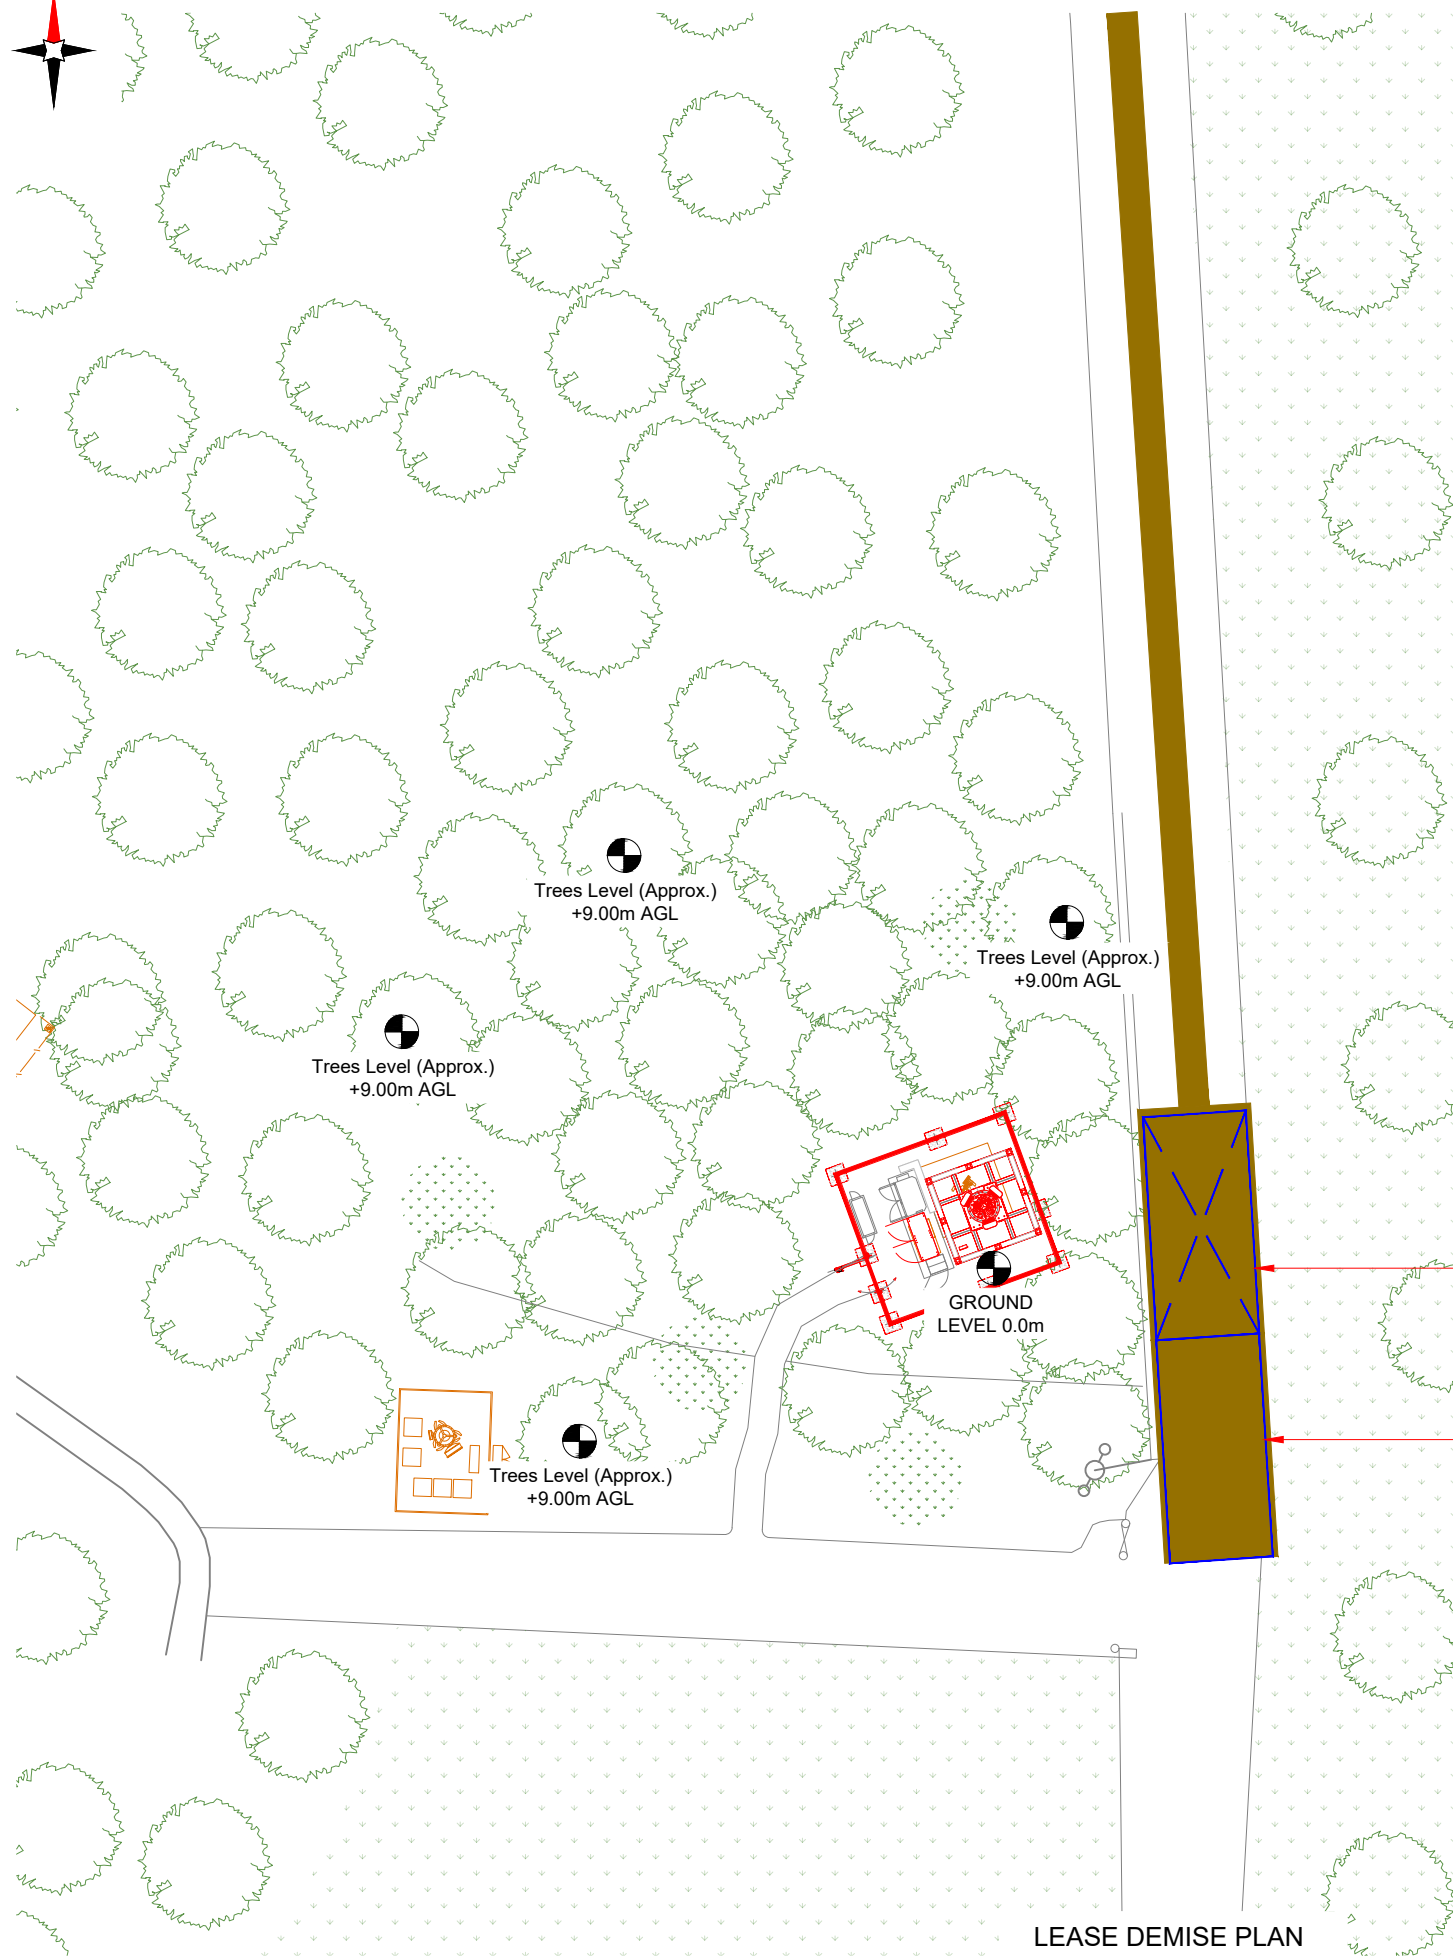 Trees Level (Approx.)
+9.00m AGL
Trees Level (Approx.)
+9.00m AGL
Trees Level (Approx.)
+9.00m AGL
GROUND
LEVEL 0.0m
Trees Level (Approx.)
+9.00m AGL
LEASE DEMISE PLAN